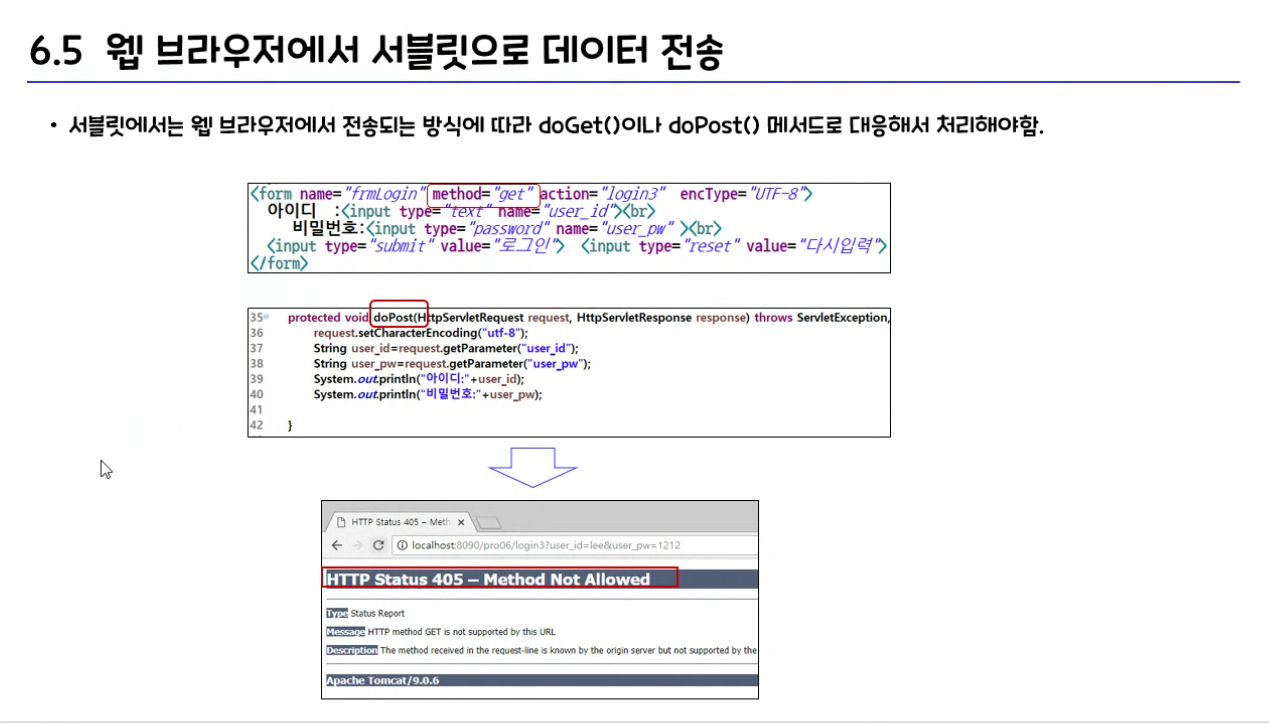 6.5 웹 브라우저에서 서블릿으로 데이터 전송
• 서블릿에서는 웹 브라우저에서 전송되는 방식에 따라 doGet()이나 doPost() 메서드로 대응해서 처리해야함.
<form name="frmLogin" method="get" action="login3" encType="UTF-8">
아이디 :<input type="text" name="user_id"><br>
비밀번호:<input type="password" name="user_pw" ><br>
<input type="submit" value="로그인"> <input type="reset" value="다시입력">
</form>
35 protected void doPost(HttpServletRequest request, HttpServletResponse response) throws ServletException,
36 request.setCharacterEncoding("utf-8");
37 String user_id=request.getParameter("user_id");
38 String user_pw=request.getParameter("user_pw");
39 System.out.println("아이디:"+user_id);
40 System.out.println("비밀번호:"+user_pw);
41
42 }
HTTP Status 405 – Meth
localhost:8090/pro06/login3?user_id=lee&user_pw=1212
HTTP Status 405 – Method Not Allowed
Type Status Report
Message HTTP method GET is not supported by this URL
Description The method received in the request-line is known by the origin server but not supported by the
Apache Tomcat/9.0.6